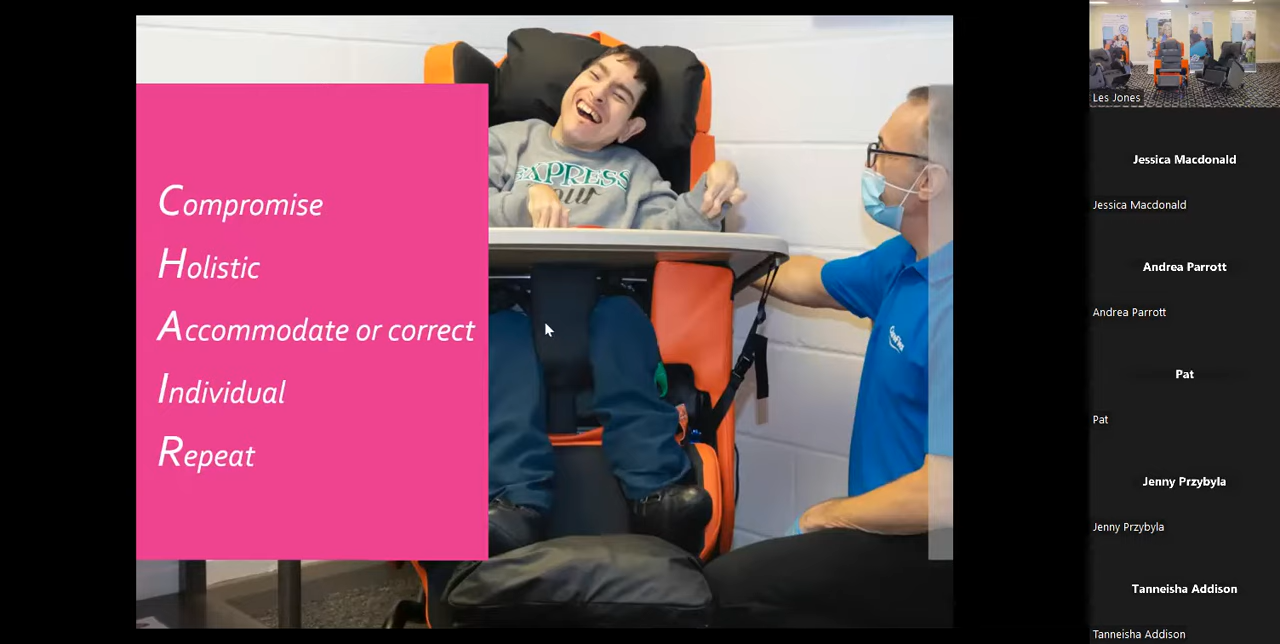 Compromise
Holistic
Accommodate or correct
Individual
Repeat
EXPRESS
Les Jones
Jessica Macdonald
Jessica Macdonald
Andrea Parrott
Andrea Parrott
Pat
Pat
Jenny Przybyla
Jenny Przybyla
Tanneisha Addison
Tanneisha Addison